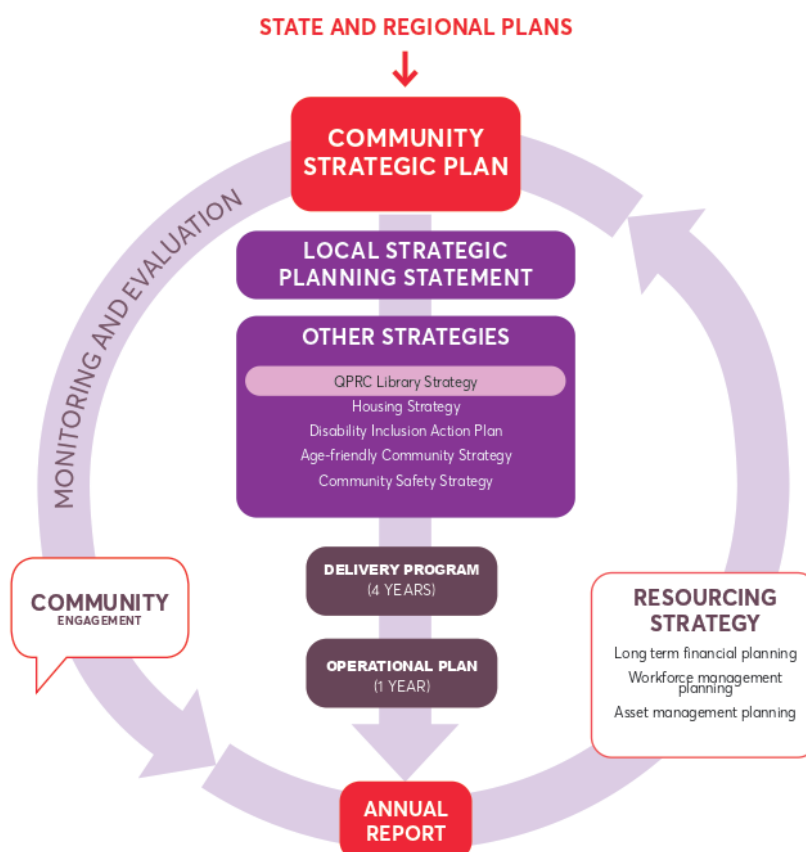 STATE AND REGIONAL PLANS
COMMUNITY
STRATEGIC PLAN
MONITORING AND EVALUATION
LOCAL STRATEGIC
PLANNING STATEMENT
OTHER STRATEGIES
QPRC Library Strategy
Housing Strategy
Disability Inclusion Action Plan
Age-friendly Community Strategy
Community Safety Strategy
DELIVERY PROGRAM
(4 YEARS)
COMMUNITY
ENGAGEMENT
RESOURCING
STRATEGY
Long term financial planning
Workforce management
planning
Asset management planning
OPERATIONAL PLAN
(1 YEAR)
ANNUAL
REPORT